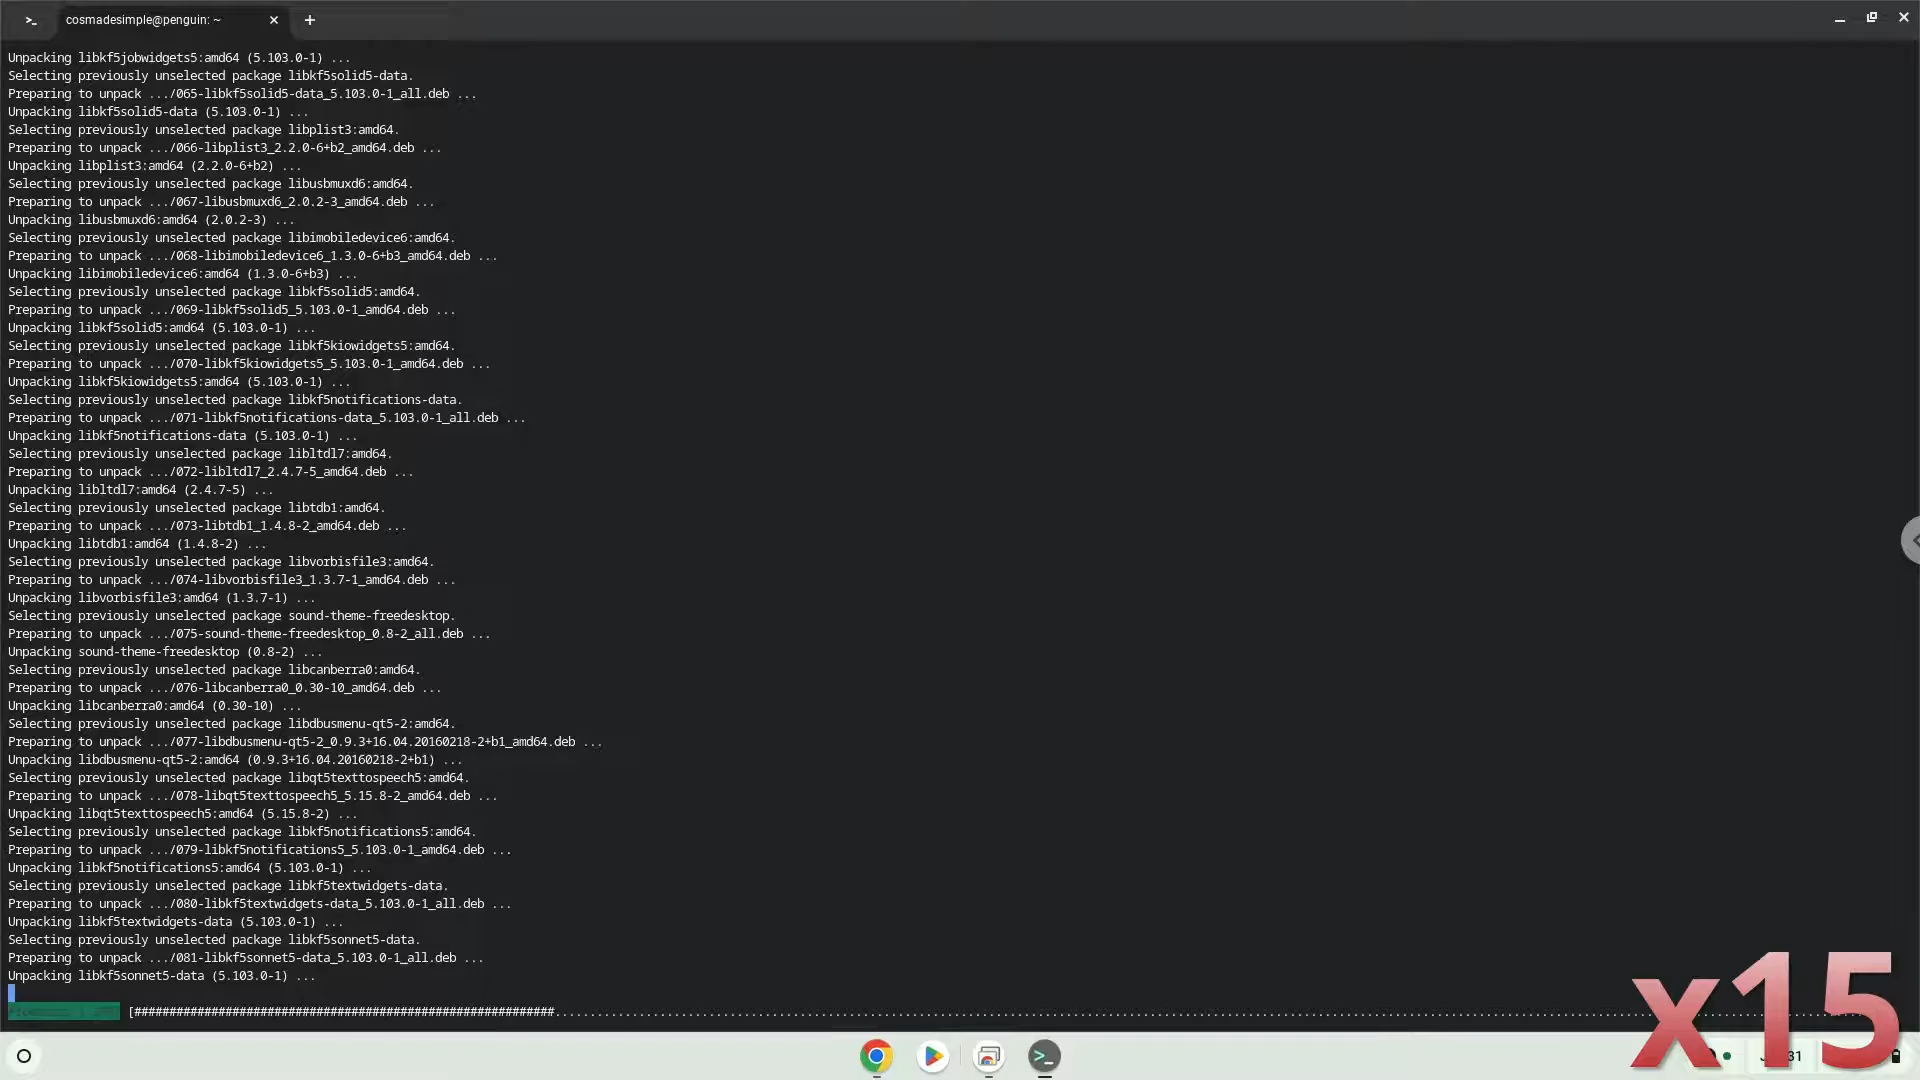 cosmadesimple@penguin: ~
Unpacking libkf5jobwidgets5:amd64 (5.103.0-1) ...
Selecting previously unselected package libkf5solid5-data.
Preparing to unpack .../065-libkf5solid5-data_5.103.0-1_all.deb ...
Unpacking libkf5solid5-data (5.103.0-1) ...
Selecting previously unselected package libplist3:amd64.
Preparing to unpack .../066-libplist3_2.2.0-6+b2_amd64.deb ...
Unpacking libplist3:amd64 (2.2.0-6+b2) ...
Selecting previously unselected package libusbmuxd6:amd64.
Preparing to unpack .../067-libusbmuxd6_2.0.2-3_amd64.deb ...
Unpacking libusbmuxd6:amd64 (2.0.2-3) ...
Selecting previously unselected package libimobiledevice6:amd64.
Preparing to unpack .../068-libimobiledevice6_1.3.0-6+b3_amd64.deb ...
Unpacking libimobiledevice6:amd64 (1.3.0-6+b3) ...
Selecting previously unselected package libkf5solid5:amd64.
Preparing to unpack .../069-libkf5solid5_5.103.0-1_amd64.deb ...
Unpacking libkf5solid5:amd64 (5.103.0-1) ...
Selecting previously unselected package libkf5kiowidgets5:amd64.
Preparing to unpack .../070-libkf5kiowidgets5_5.103.0-1_amd64.deb ...
Unpacking libkf5kiowidgets5:amd64 (5.103.0-1) ...
Selecting previously unselected package libkf5notifications-data.
Preparing to unpack .../071-libkf5notifications-data_5.103.0-1_all.deb ...
Unpacking libkf5notifications-data (5.103.0-1) ...
Selecting previously unselected package libltdl7:amd64.
Preparing to unpack .../072-libltdl7_2.4.7-5_amd64.deb ...
Unpacking libltdl7:amd64 (2.4.7-5) ...
Selecting previously unselected package libtdb1:amd64.
Preparing to unpack .../073-libtdb1_1.4.8-2_amd64.deb ...
Unpacking libtdb1:amd64 (1.4.8-2) ...
Selecting previously unselected package libvorbisfile3:amd64.
Preparing to unpack .../074-libvorbisfile3_1.3.7-1_amd64.deb ...
Unpacking libvorbisfile3:amd64 (1.3.7-1) ...
Selecting previously unselected package sound-theme-freedesktop.
Preparing to unpack .../075-sound-theme-freedesktop_0.8-2_all.deb ...
Unpacking sound-theme-freedesktop (0.8-2) ...
Selecting previously unselected package libcanberra0:amd64.
Preparing to unpack .../076-libcanberra0_0.30-10_amd64.deb ...
Unpacking libcanberra0:amd64 (0.30-10) ...
Selecting previously unselected package libdbusmenu-qt5-2:amd64.
Preparing to unpack .../077-libdbusmenu-qt5-2_0.9.3+16.04.20160218-2+b1_amd64.deb ...
Unpacking libdbusmenu-qt5-2:amd64 (0.9.3+16.04.20160218-2+b1) ...
Selecting previously unselected package libqt5texttospeech5:amd64.
Preparing to unpack .../078-libqt5texttospeech5_5.15.8-2_amd64.deb ...
Unpacking libqt5texttospeech5:amd64 (5.15.8-2) ...
Selecting previously unselected package libkf5notifications5:amd64.
Preparing to unpack .../079-libkf5notifications5_5.103.0-1_amd64.deb ...
Unpacking libkf5notifications5:amd64 (5.103.0-1) ...
Selecting previously unselected package libkf5textwidgets-data.
Preparing to unpack .../080-libkf5textwidgets-data_5.103.0-1_all.deb ...
Unpacking libkf5textwidgets-data (5.103.0-1) ...
Selecting previously unselected package libkf5sonnet5-data.
Preparing to unpack .../081-libkf5sonnet5-data_5.103.0-1_all.deb ...
Unpacking libkf5sonnet5-data (5.103.0-1) ...
x15
31